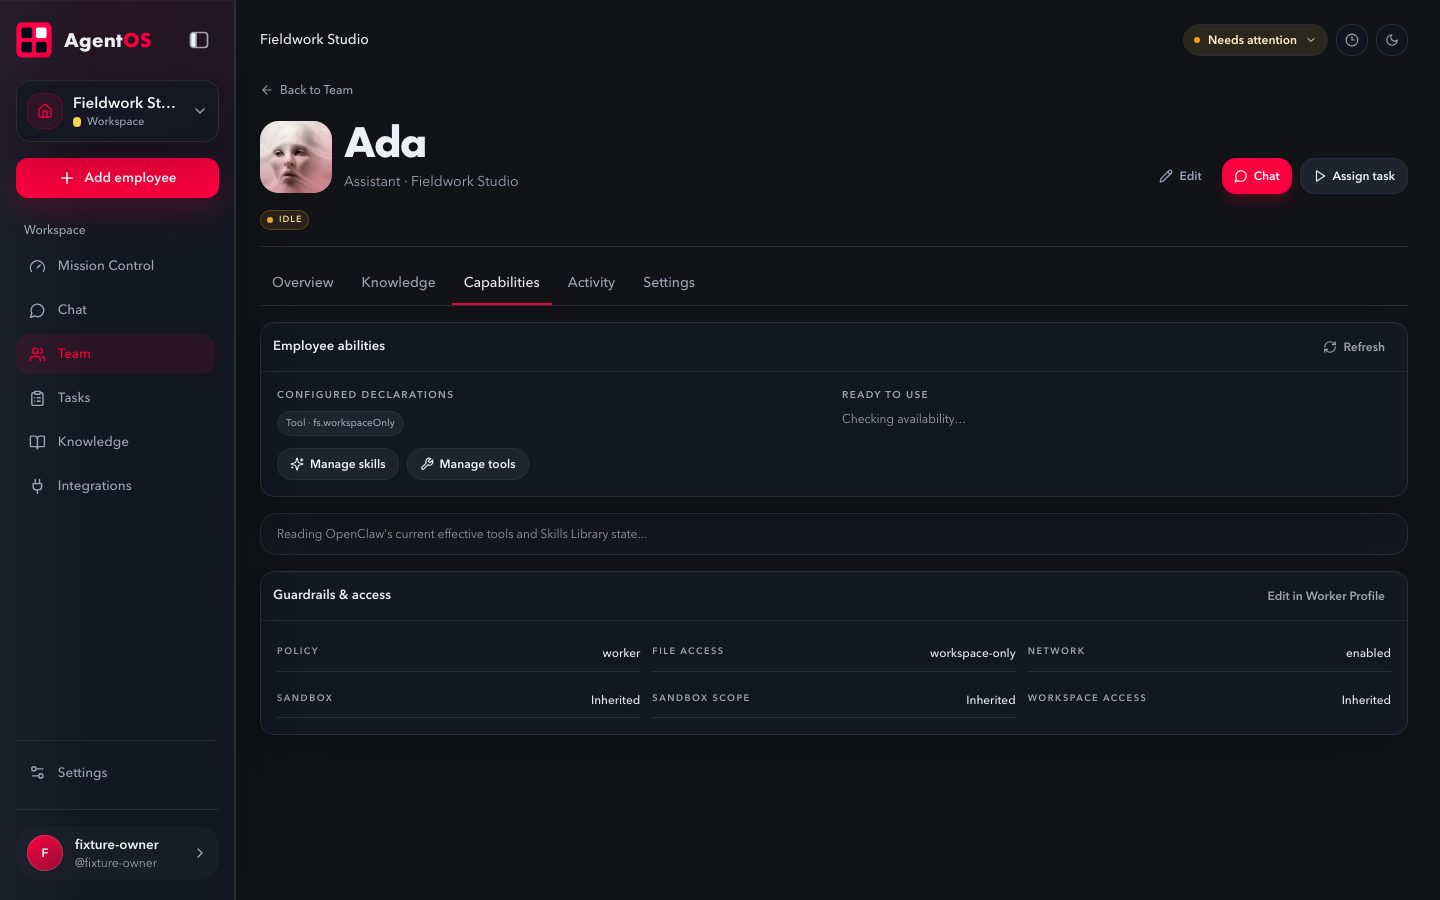 AgentOS
Fieldwork St...
Workspace
Add employee
Workspace
Mission Control
Chat
Team
Tasks
Knowledge
Integrations
Settings
F
fixture-owner
@fixture-owner
Fieldwork Studio
Needs attention
Back to Team
Ada
Assistant · Fieldwork Studio
IDLE
Edit
Chat
Assign task
Overview
Knowledge
Capabilities
Activity
Settings
Employee abilities
Refresh
CONFIGURED DECLARATIONS
Tool · fs.workspaceOnly
Manage skills
Manage tools
READY TO USE
Checking availability...
Reading OpenClaw's current effective tools and Skills Library state...
Guardrails & access
Edit in Worker Profile
POLICY worker
FILE ACCESS workspace-only
NETWORK enabled
SANDBOX Inherited
SANDBOX SCOPE Inherited
WORKSPACE ACCESS Inherited